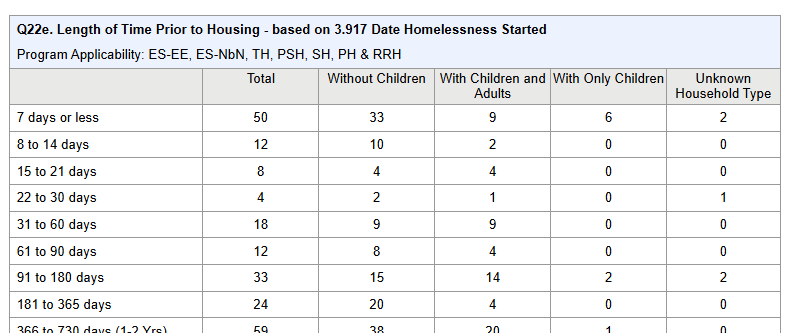 Q22e. Length of Time Prior to Housing - based on 3.917 Date Homelessness Started
Program Applicability: ES-EE, ES-NbN, TH, PSH, SH, PH & RRH
Total Without Children With Children and Adults With Only Children Unknown Household Type
7 days or less 50 33 9 6 2
8 to 14 days 12 10 2 0 0
15 to 21 days 8 4 4 0 0
22 to 30 days 4 2 1 0 1
31 to 60 days 18 9 9 0 0
61 to 90 days 12 8 4 0 0
91 to 180 days 33 15 14 2 2
181 to 365 days 24 20 4 0 0
366 to 730 days (1-2 Yrs) 59 38 20 1 0